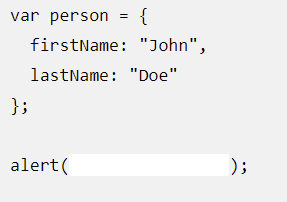 var person = {
  firstName: "John",
  lastName: "Doe"
};
alert(                );